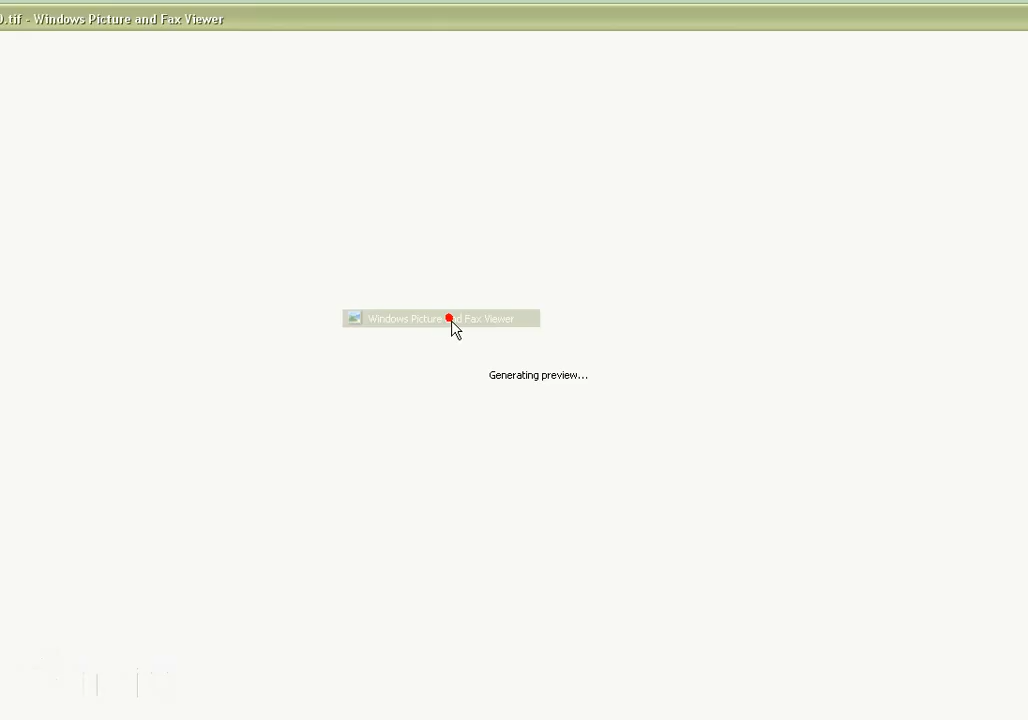 .tif - Windows Picture and Fax Viewer
Windows Picture and Fax Viewer
Generating preview...